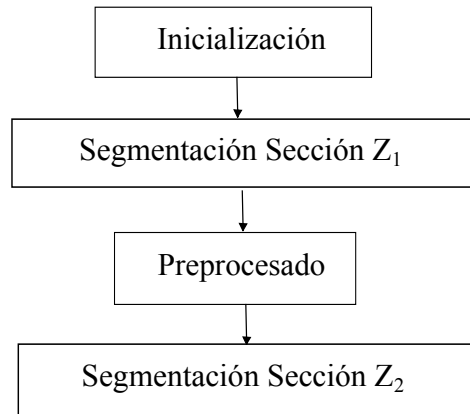 Inicialización
Segmentación Sección Z₁
Preprocesado
Segmentación Sección Z₂